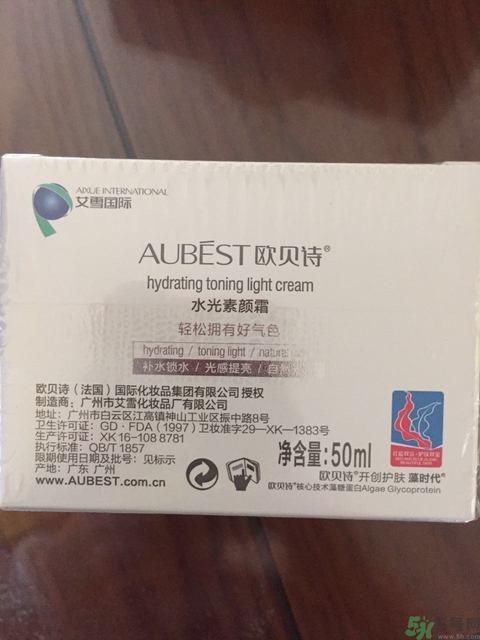 AIXUE INTERNATIONAL
艾雪国际
AUBÉST欧贝诗®
hydrating toning light cream
水光素颜霜
轻松拥有好气色
hydrating / toning light / natural
补水锁水 / 光感提亮 / 自然
欧贝诗（法国）国际化妆品集团有限公司 授权
制造商：广州市艾雪化妆品厂有限公司
地址：广州市白云区江高镇神山工业区振中路8号
卫生许可证：GD·FDA（1997）卫妆准字29—XK—1383号
生产许可证：XK16-108 8781
执行标准：QB/T 1857
限期使用日期及批号：见标示
产地：广东 广州
www.AUBEST.com.cn
净含量:50ml
欧贝诗®开创护肤 藻时代®
欧贝诗®核心技术藻糖蛋白Algae Glycoprotein